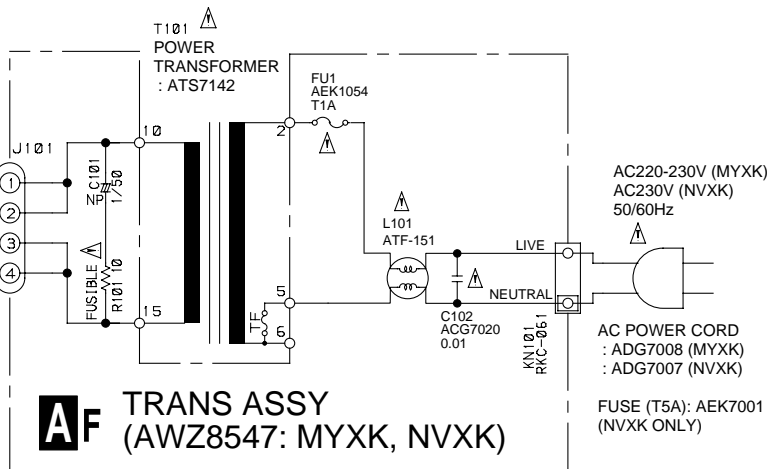 T101
POWER
TRANSFORMER
: ATS7142
FU1
AEK1054
T1A
10
2
J101
1
2
3
4
C101
NP 1/50
FUSIBLE
R101 10
15
5
6
TF
L101
ATF-151
LIVE
NEUTRAL
C102
ACG7020
0.01
KN101
RKC-061
AC220-230V (MYXK)
AC230V (NVXK)
50/60Hz
AC POWER CORD
: ADG7008 (MYXK)
: ADG7007 (NVXK)
FUSE (T5A): AEK7001
(NVXK ONLY)
A F TRANS ASSY
(AWZ8547: MYXK, NVXK)